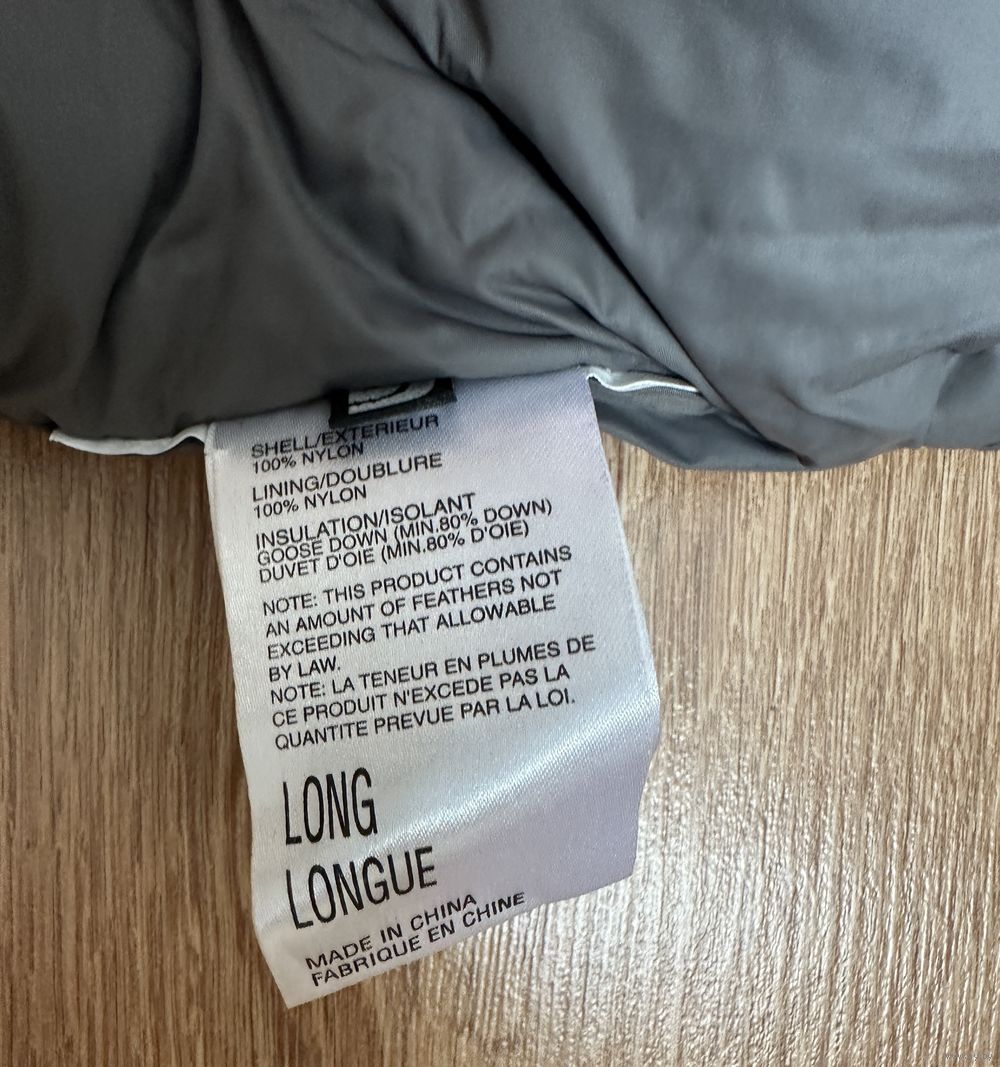 SHELL/EXTERIEUR
100% NYLON
LINING/DOUBLURE
100% NYLON
INSULATION/ISOLANT
GOOSE DOWN (MIN.80% DOWN)
DUVET D'OIE (MIN.80% D'OIE)
NOTE: THIS PRODUCT CONTAINS
AN AMOUNT OF FEATHERS NOT
EXCEEDING THAT ALLOWABLE
BY LAW.
NOTE: LA TENEUR EN PLUMES DE
CE PRODUIT N'EXCEDE PAS LA
QUANTITE PREVUE PAR LA LOI.
LONG
LONGUE
MADE IN CHINA
FABRIQUE EN CHINE